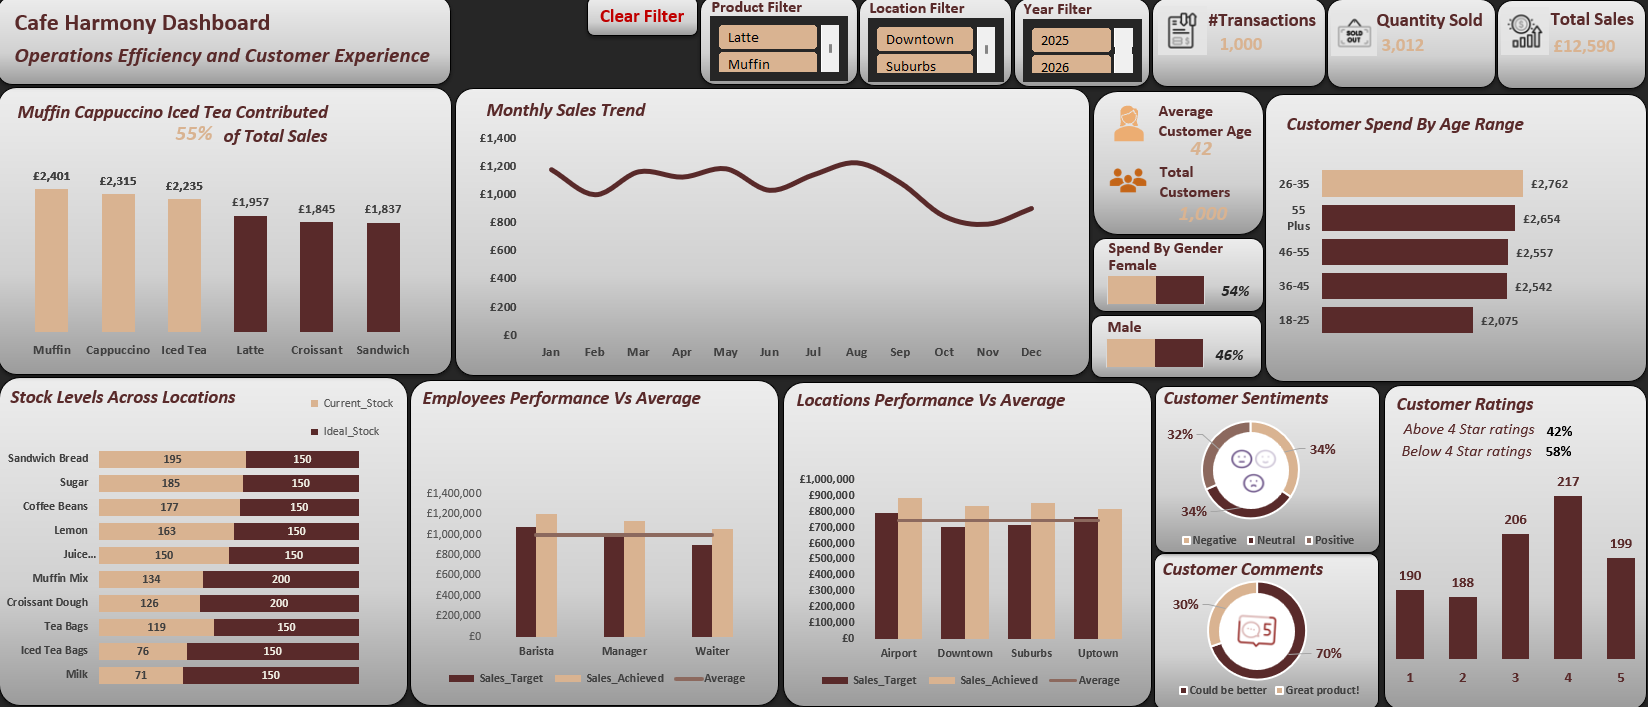 Cafe Harmony Dashboard
Operations Efficiency and Customer Experience
Clear Filter
Product Filter
Latte
Muffin
Location Filter
Downtown
Suburbs
Year Filter
2025
2026
#Transactions
1,000
SOLD
OUT
Quantity Sold
3,012
Total Sales
£12,590
Muffin Cappuccino Iced Tea Contributed
55% of Total Sales
£2,401
£2,315
£2,235
£1,957
£1,845
£1,837
Muffin
Cappuccino
Iced Tea
Latte
Croissant
Sandwich
Monthly Sales Trend
£1,400
£1,200
£1,000
£800
£600
£400
£200
£0
Jan
Feb
Mar
Apr
May
Jun
Jul
Aug
Sep
Oct
Nov
Dec
Average
Customer Age
42
Total
Customers
1,000
Spend By Gender
Female
54%
Male
46%
Customer Spend By Age Range
26-35
£2,762
55
Plus
£2,654
46-55
£2,557
36-45
£2,542
18-25
£2,075
Stock Levels Across Locations
Current_Stock
Ideal_Stock
Sandwich Bread 195 150
Sugar 185 150
Coffee Beans 177 150
Lemon 163 150
Juice... 150 150
Muffin Mix 134 200
Croissant Dough 126 200
Tea Bags 119 150
Iced Tea Bags 76 150
Milk 71 150
Employees Performance Vs Average
£1,400,000
£1,200,000
£1,000,000
£800,000
£600,000
£400,000
£200,000
£0
Barista
Manager
Waiter
Sales_Target
Sales_Achieved
Average
Locations Performance Vs Average
£1,000,000
£900,000
£800,000
£700,000
£600,000
£500,000
£400,000
£300,000
£200,000
£100,000
£0
Airport
Downtown
Suburbs
Uptown
Sales_Target
Sales_Achieved
Average
Customer Sentiments
32%
34%
34%
Negative
Neutral
Positive
Customer Comments
30%
5
70%
Could be better
Great product!
Customer Ratings
Above 4 Star ratings 42%
Below 4 Star ratings 58%
190
188
206
217
199
1
2
3
4
5